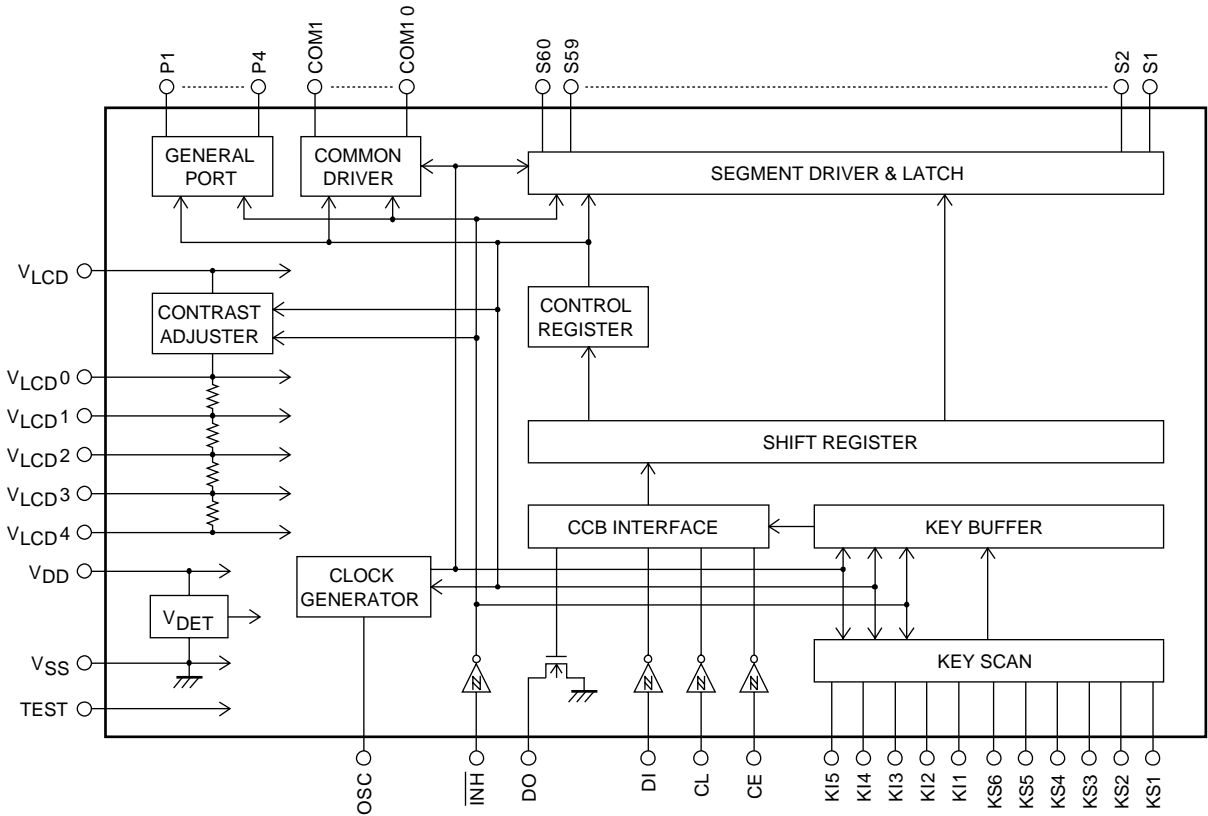 P1
P4
COM1
COM10
S60
S59
S2
S1
GENERAL
PORT
COMMON
DRIVER
SEGMENT DRIVER & LATCH
VLCD
CONTRAST
ADJUSTER
CONTROL
REGISTER
VLCD0
VLCD1
SHIFT REGISTER
VLCD2
VLCD3
VLCD4
CCB INTERFACE
KEY BUFFER
VDD
CLOCK
GENERATOR
VDET
VSS
KEY SCAN
TEST
OSC
INH
DO
DI
CL
CE
KI5
KI4
KI3
KI2
KI1
KS6
KS5
KS4
KS3
KS2
KS1